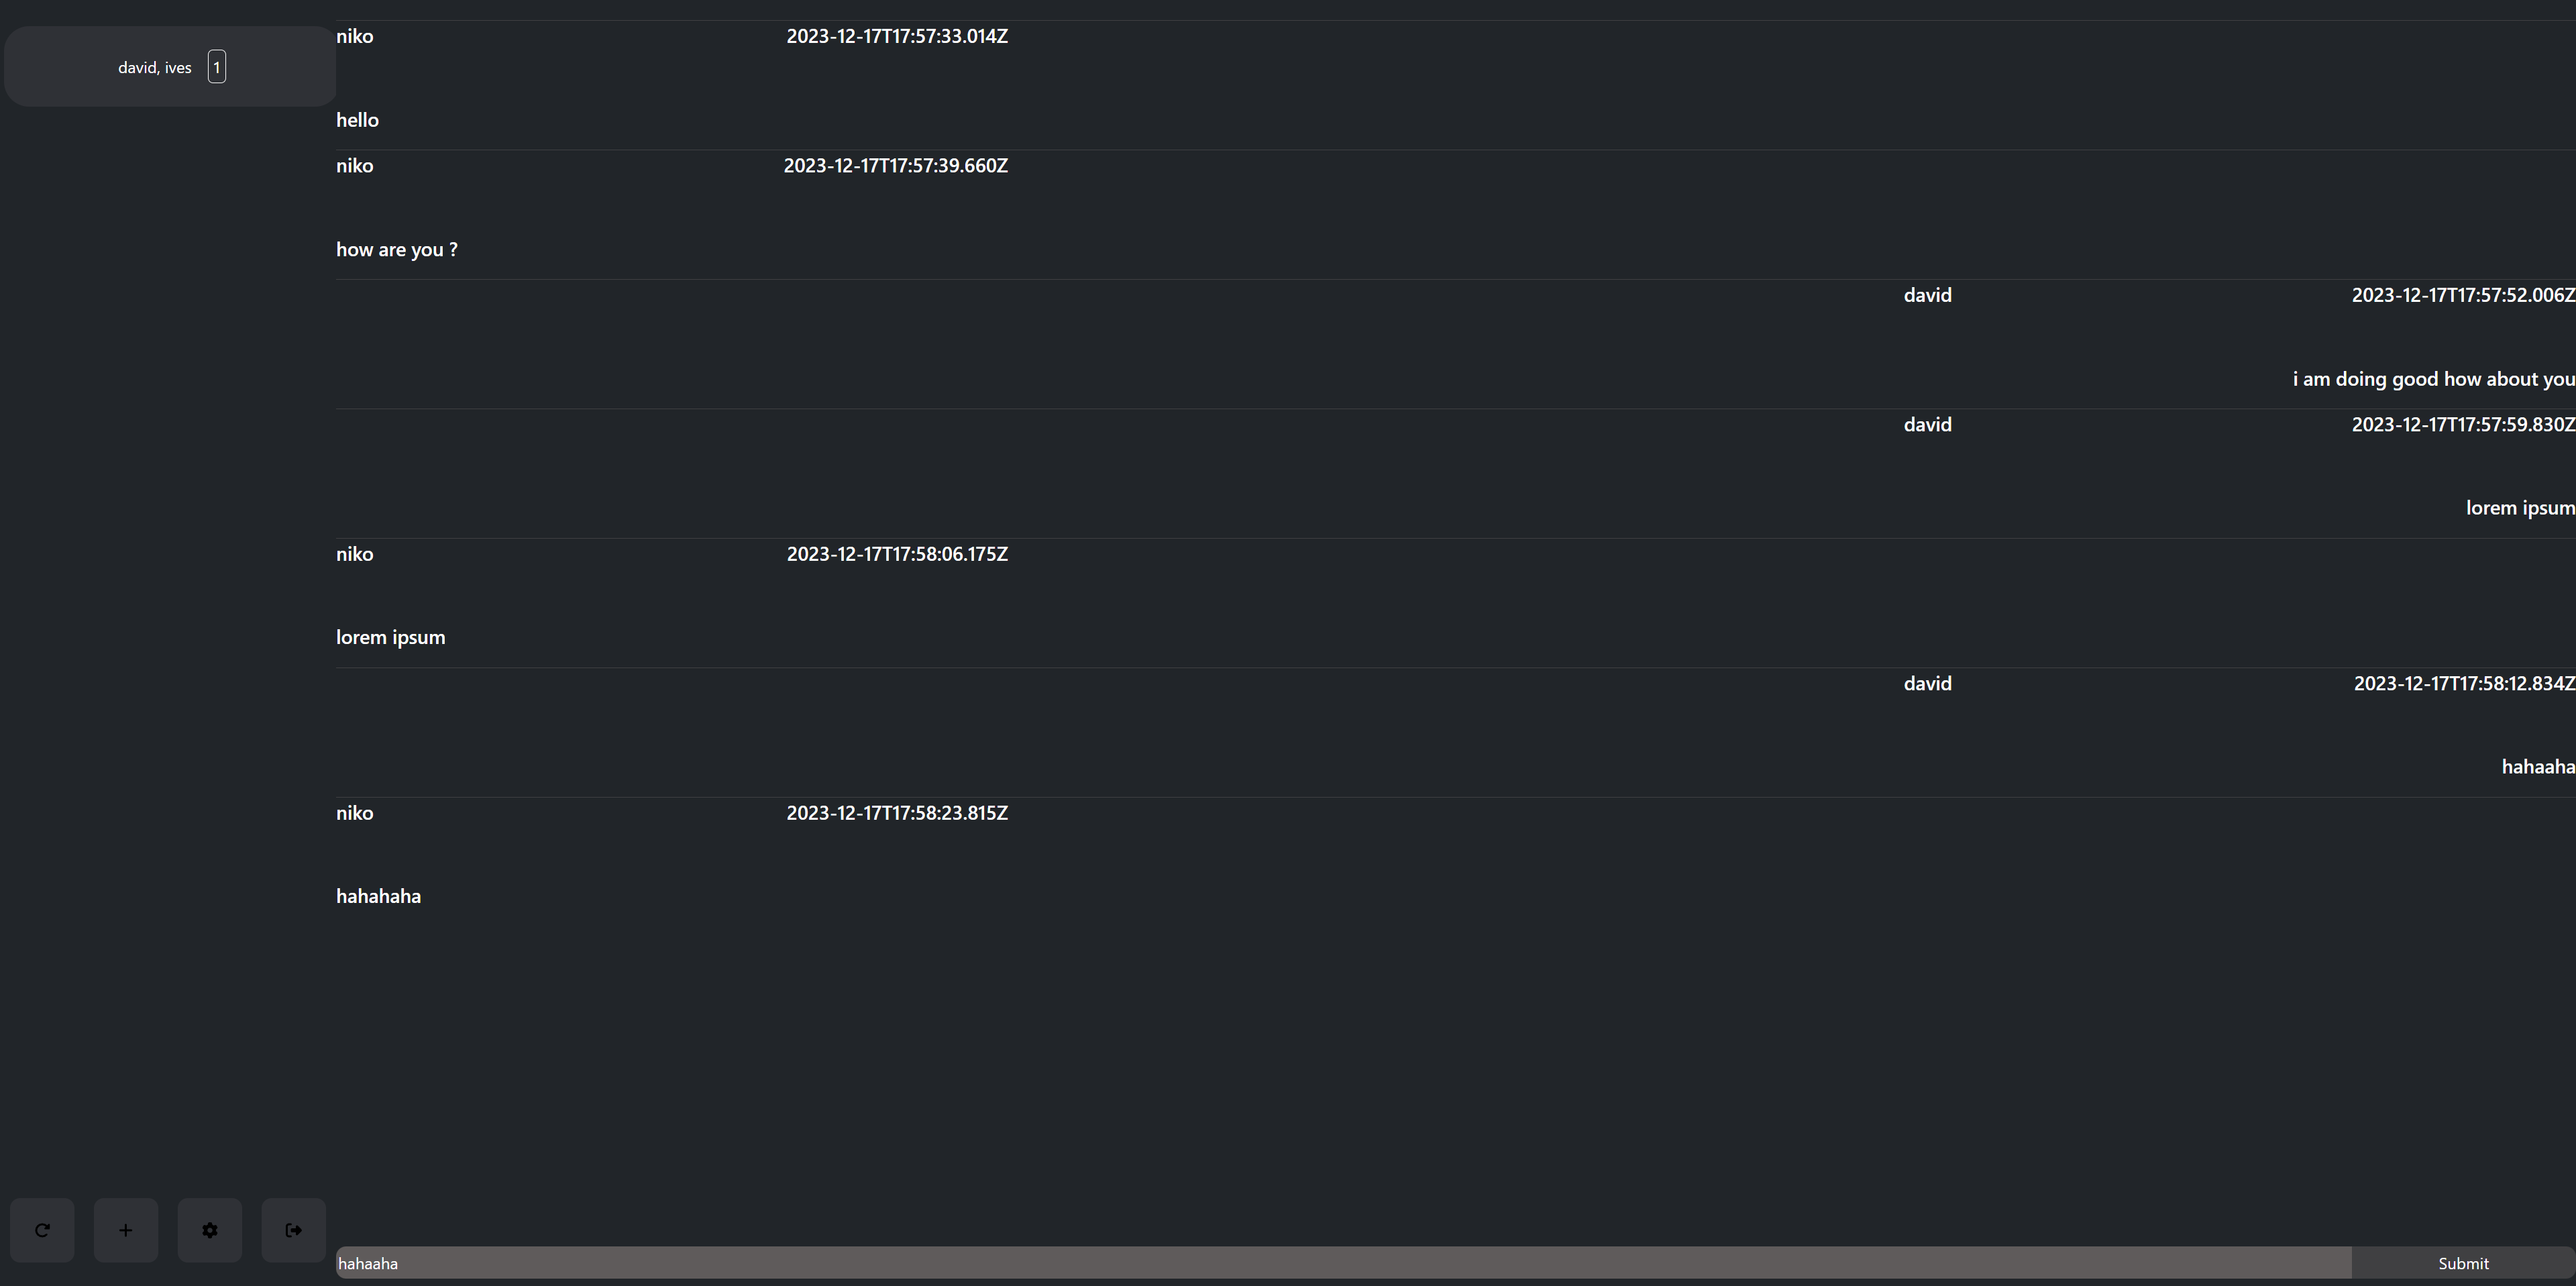 david, ives 1
niko 2023-12-17T17:57:33.014Z
hello
niko 2023-12-17T17:57:39.660Z
how are you ?
david 2023-12-17T17:57:52.006Z
i am doing good how about you
david 2023-12-17T17:57:59.830Z
lorem ipsum
niko 2023-12-17T17:58:06.175Z
lorem ipsum
david 2023-12-17T17:58:12.834Z
hahaaha
niko 2023-12-17T17:58:23.815Z
hahahaha
hahaaha Submit